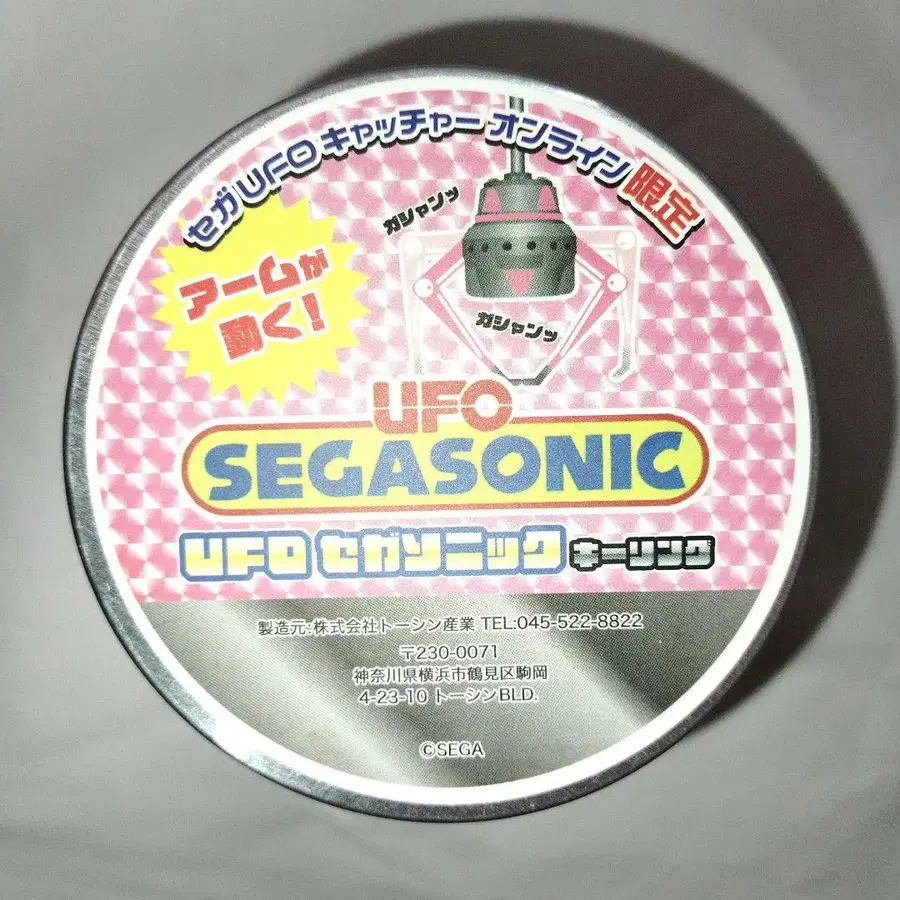 セガUFOキャッチャー オンライン 限定
アームが
動く!
ガシャンッ
ガシャンッ
UFO
SEGASONIC
UFO セガソニック キーリング
製造元:株式会社トーシン産業 TEL:045-522-8822
〒230-0071
神奈川県横浜市鶴見区駒岡
4-23-10 トーシンBLD.
©SEGA